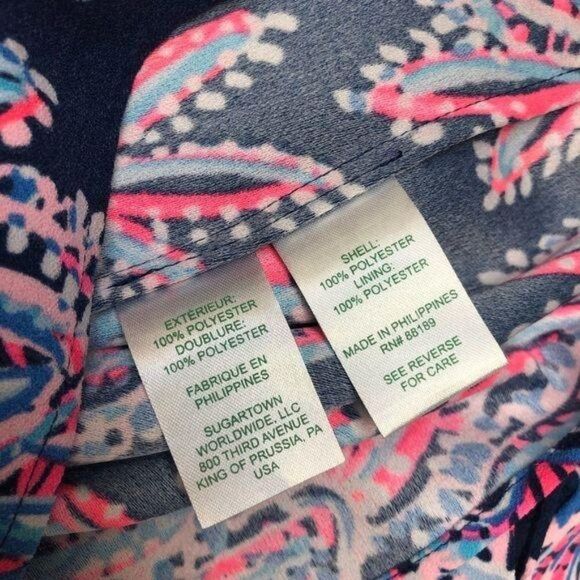 EXTÉRIEUR:
100% POLYESTER
DOUBLURE:
100% POLYESTER
FABRIQUE EN
PHILIPPINES
SUGARTOWN
WORLDWIDE, LLC
800 THIRD AVENUE
KING OF PRUSSIA, PA
USA
SHELL:
100% POLYESTER
LINING:
100% POLYESTER
MADE IN PHILIPPINES
RN# 88189
SEE REVERSE
FOR CARE